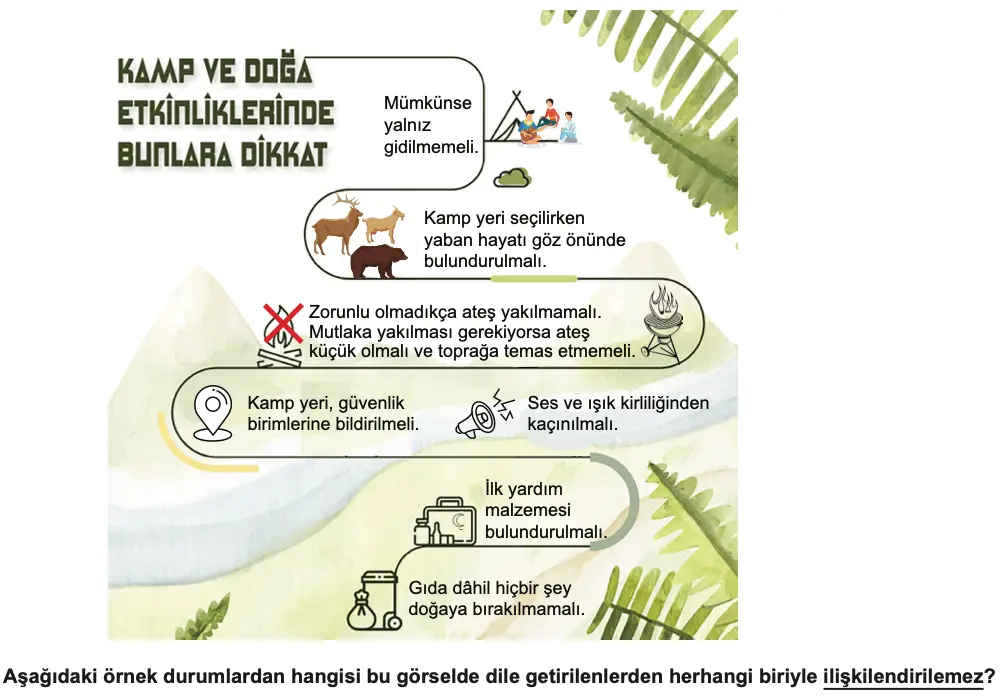 KAMP VE DOĞA
ETKİNLİKLERİNDE
BUNLARA DİKKAT
Mümkünse
yalnız
gidilmemeli.
Kamp yeri seçilirken
yaban hayatı göz önünde
bulundurulmalı.
Zorunlu olmadıkça ateş yakılmamalı.
Mutlaka yakılması gerekiyorsa ateş
küçük olmalı ve toprağa temas etmemeli.
Kamp yeri, güvenlik
birimlerine bildirilmeli.
Ses ve ışık kirliliğinden
kaçınılmalı.
İlk yardım
malzemesi
bulundurulmalı.
Gıda dâhil hiçbir şey
doğaya bırakılmamalı.
Aşağıdaki örnek durumlardan hangisi bu görselde dile getirilenlerden herhangi biriyle ilişkilendirilemez?